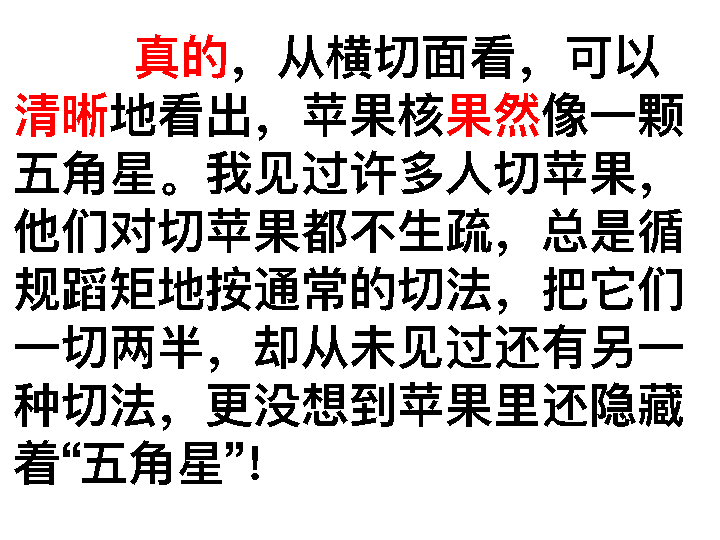 真的，从横切面看，可以
清晰地看出，苹果核果然像一颗
五角星。我见过许多人切苹果，
他们对切苹果都不生疏，总是循
规蹈矩地按通常的切法，把它们
一切两半，却从未见过还有另一
种切法，更没想到苹果里还隐藏
着“五角星”！